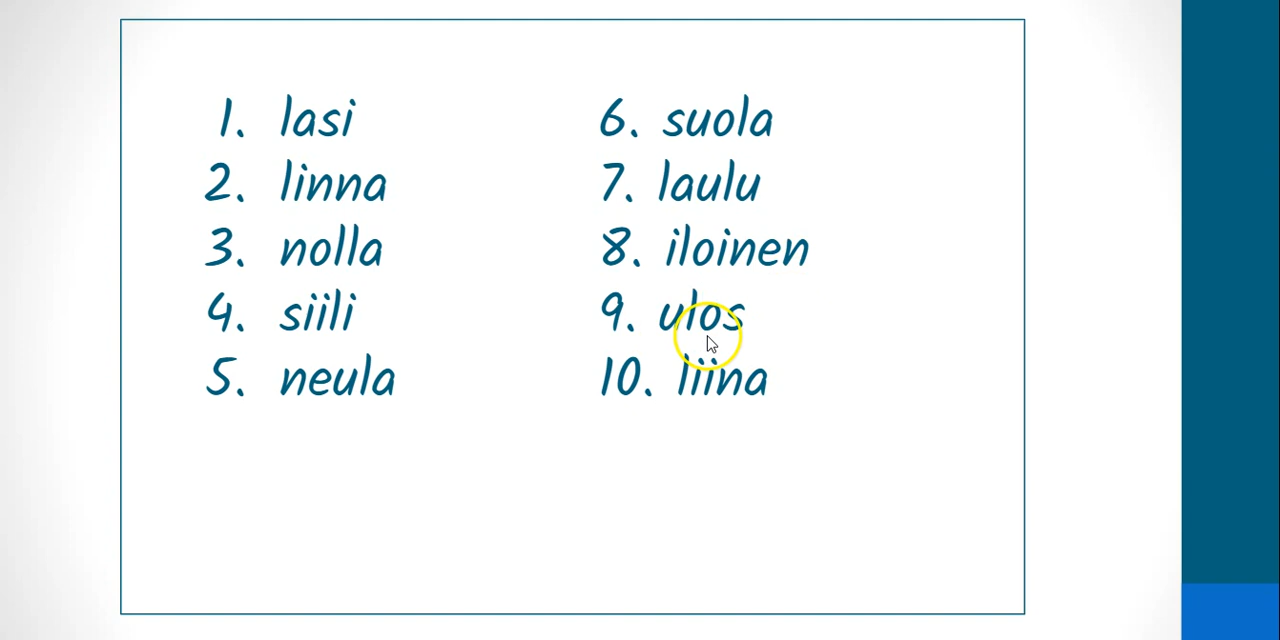 1. lasi
2. linna
3. nolla
4. siili
5. neula
6. suola
7. laulu
8. iloinen
9. ulos
10. liina